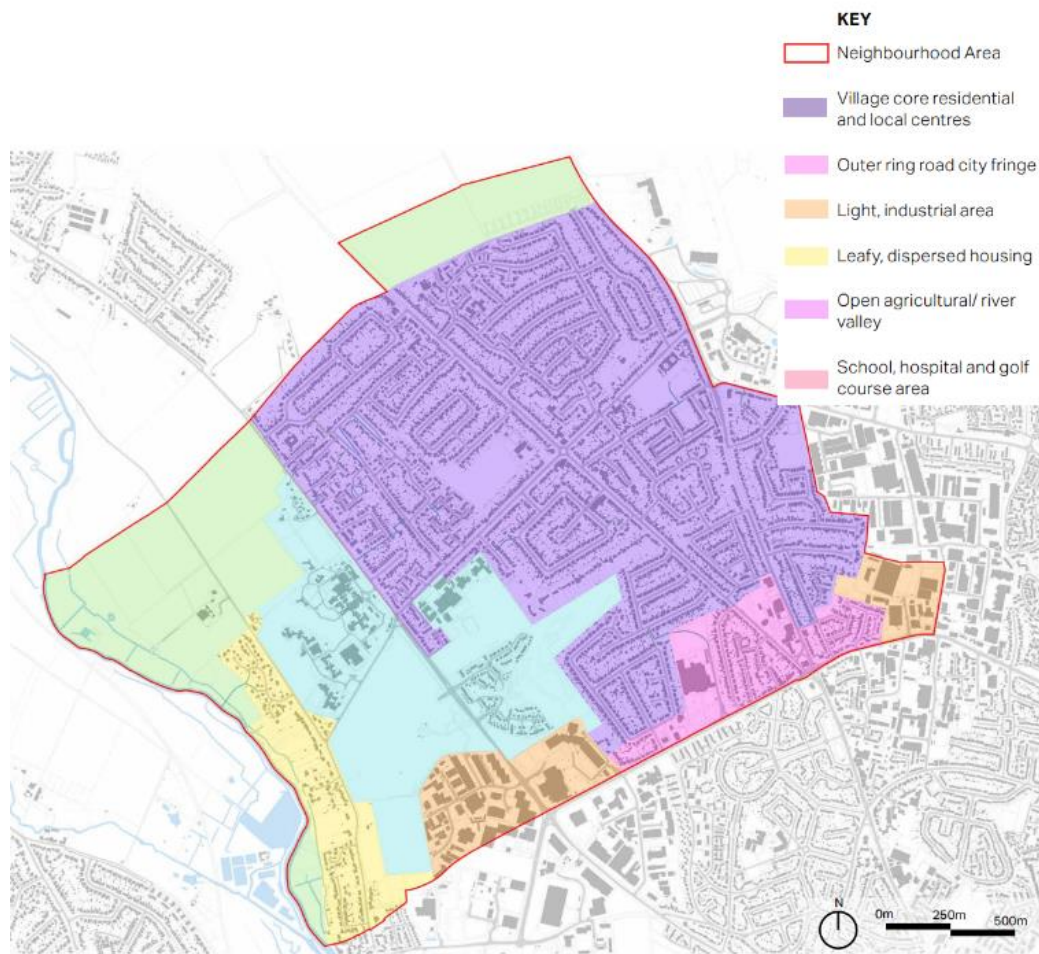 KEY
Neighbourhood Area
Village core residential
and local centres
Outer ring road city fringe
Light, industrial area
Leafy, dispersed housing
Open agricultural/ river
valley
School, hospital and golf
course area
N
0m 250m 500m